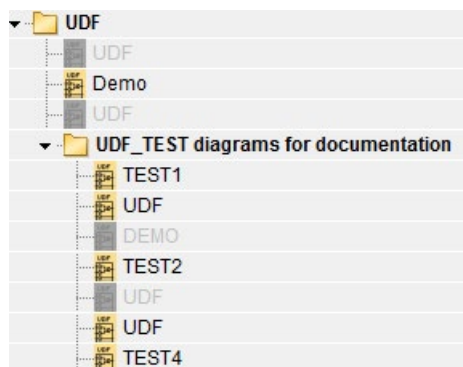 UDF
UDF
Demo
UDF
UDF_TEST diagrams for documentation
TEST1
UDF
DEMO
TEST2
UDF
UDF
TEST4